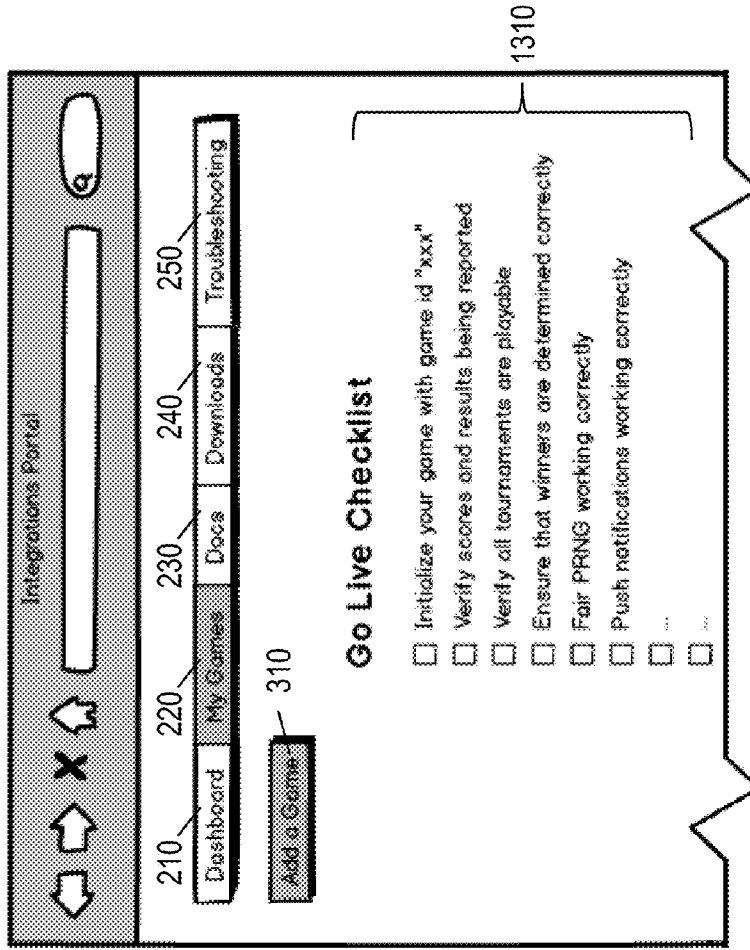 Integrations Portal
210 220 230 240 250
Dashboard My Games Docs Downloads Troubleshooting
Add a Game 310
Go Live Checklist
Initialize your game with game id "xxx"
Verify scores and results being reported
Verify all tournaments are playable
Ensure that winners are determined correctly
Fair PRNG working correctly
Push notifications working correctly
...
...
1310